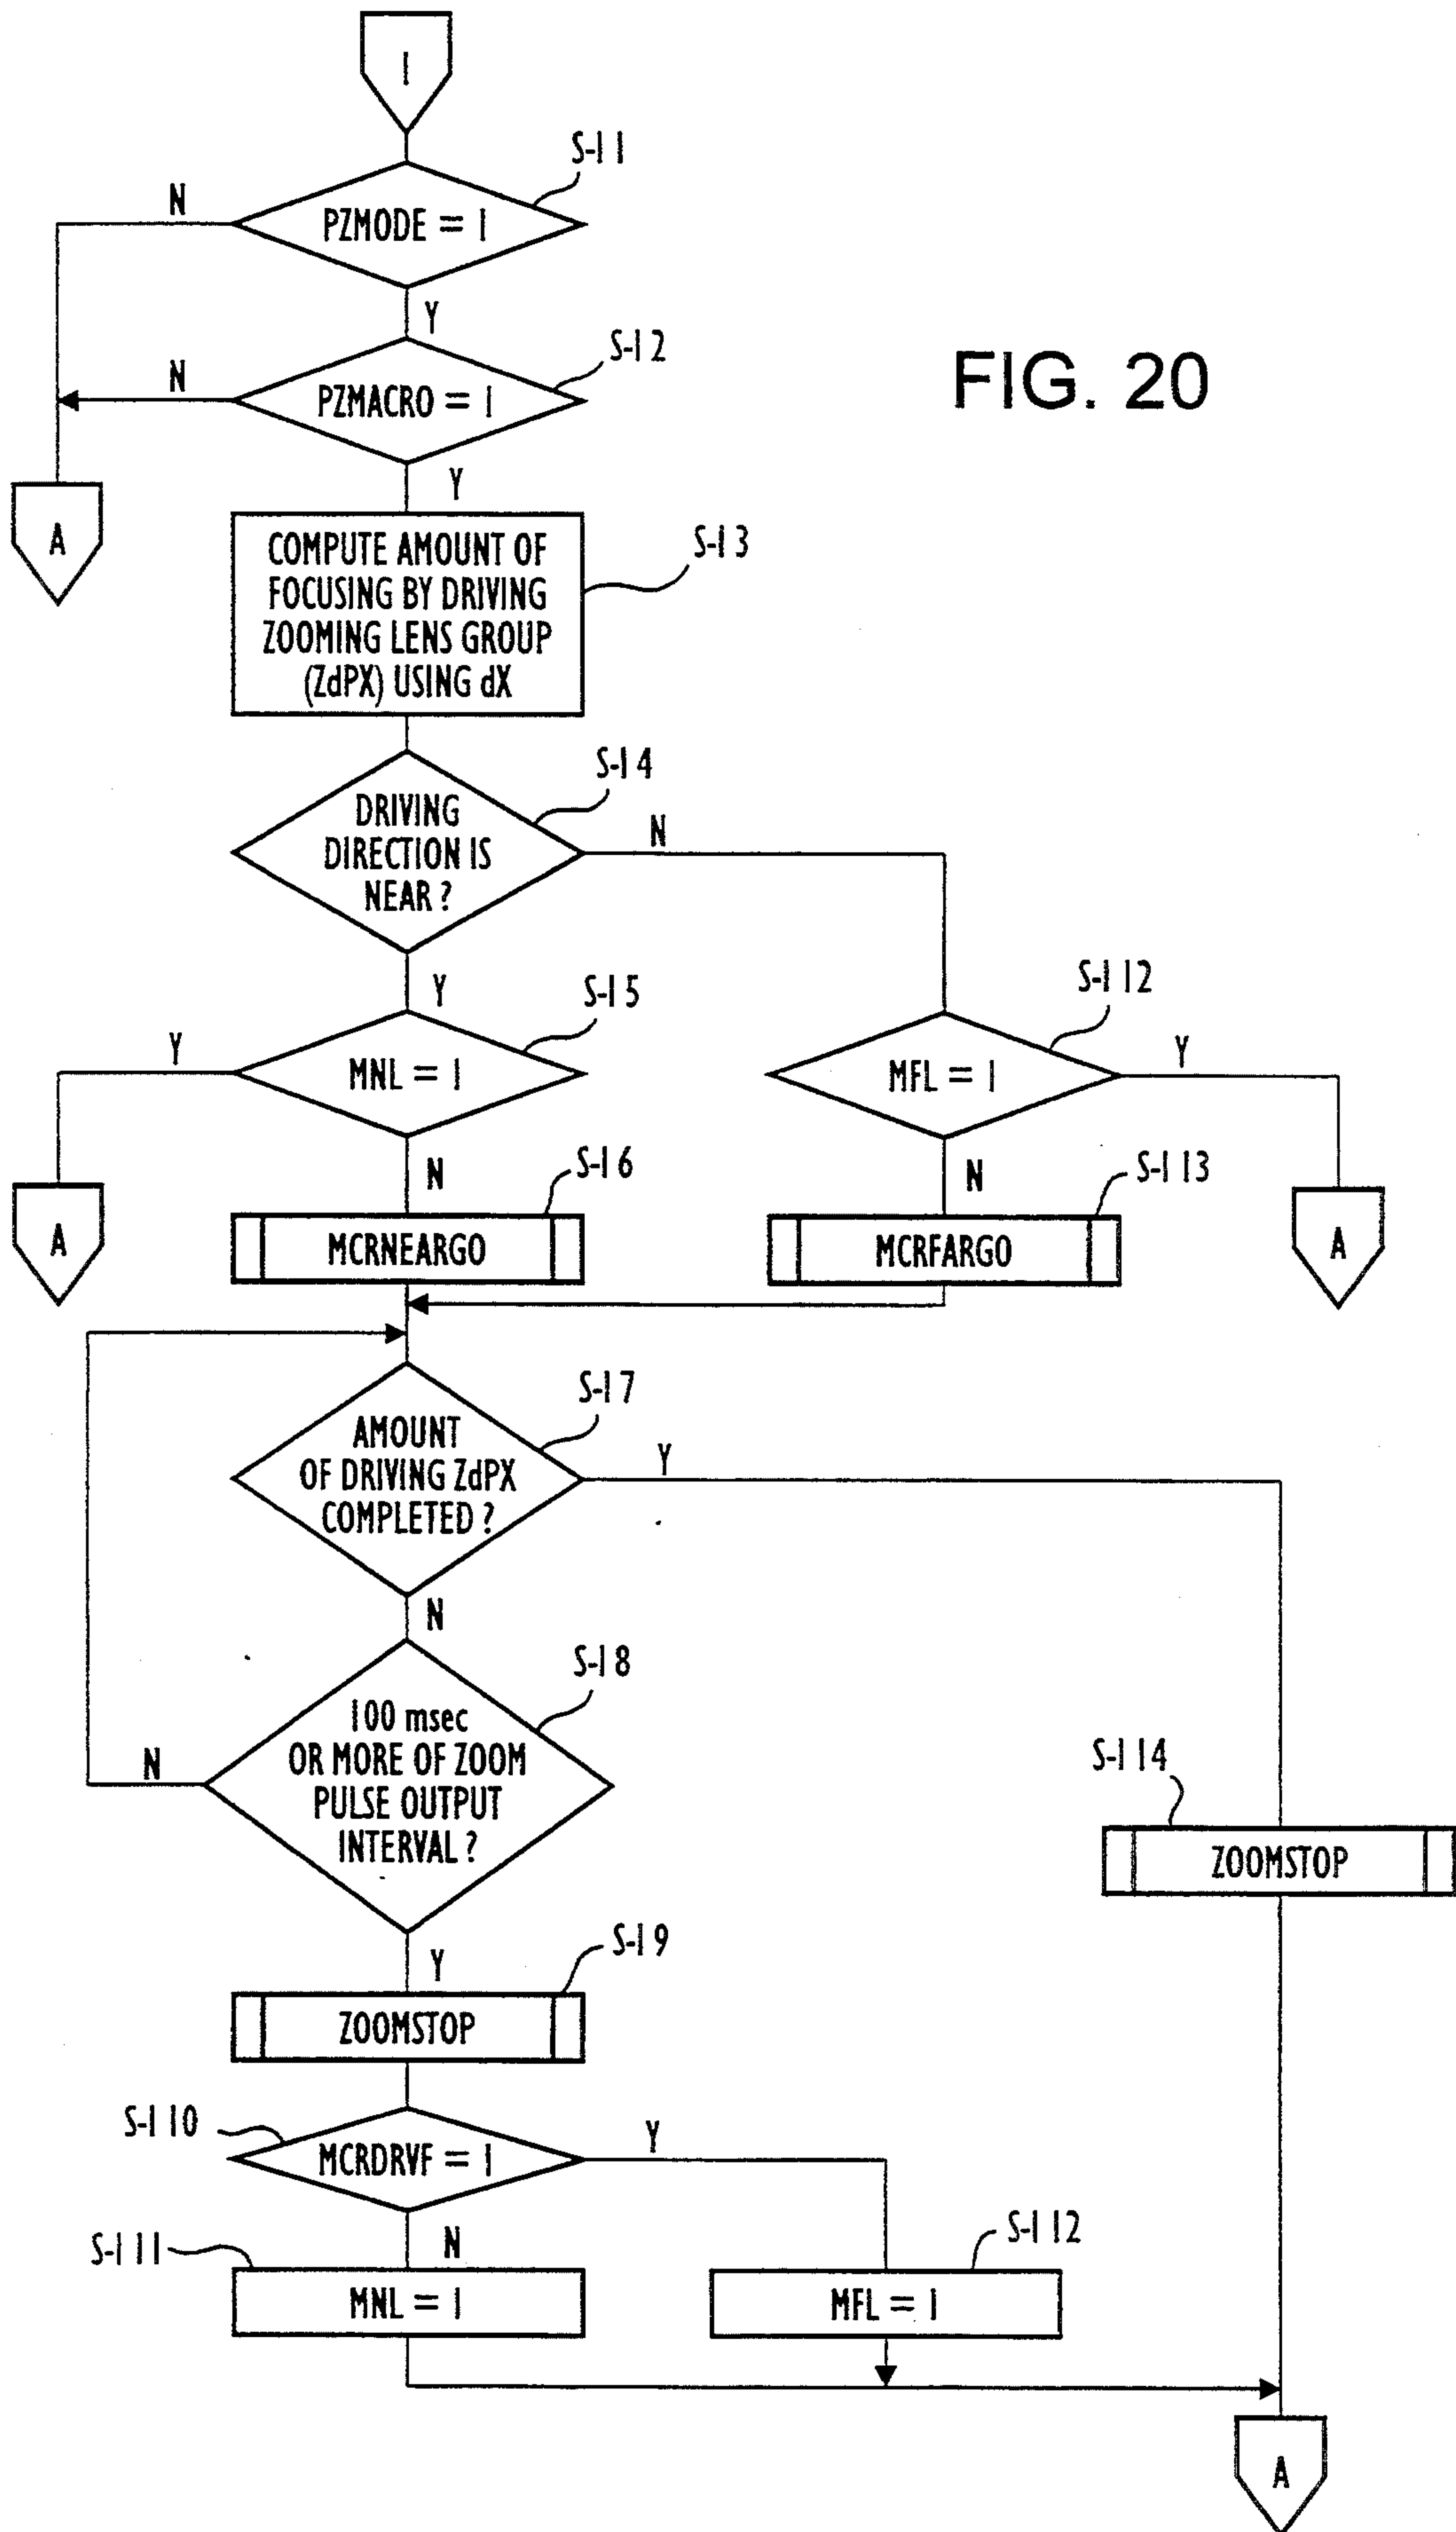 I
S-11
N
PZMODE = 1
Y
S-12
N
PZMACRO = 1
FIG. 20
A
Y
S-13
COMPUTE AMOUNT OF
FOCUSING BY DRIVING
ZOOMING LENS GROUP
(ZdPX) USING dX
S-14
DRIVING
DIRECTION IS
NEAR?
N
Y
S-15
Y
MNL = 1
S-112
MFL = 1
Y
N
S-16
N
S-113
A
MCRNEARGO
MCRFARGO
A
S-17
AMOUNT
OF DRIVING ZdPX
COMPLETED?
Y
N
S-18
100 msec
OR MORE OF ZOOM
PULSE OUTPUT
INTERVAL?
N
S-114
ZOOMSTOP
Y
S-19
ZOOMSTOP
S-110
MCRDRVF = 1
Y
N
S-111
MNL = 1
S-112
MFL = 1
A